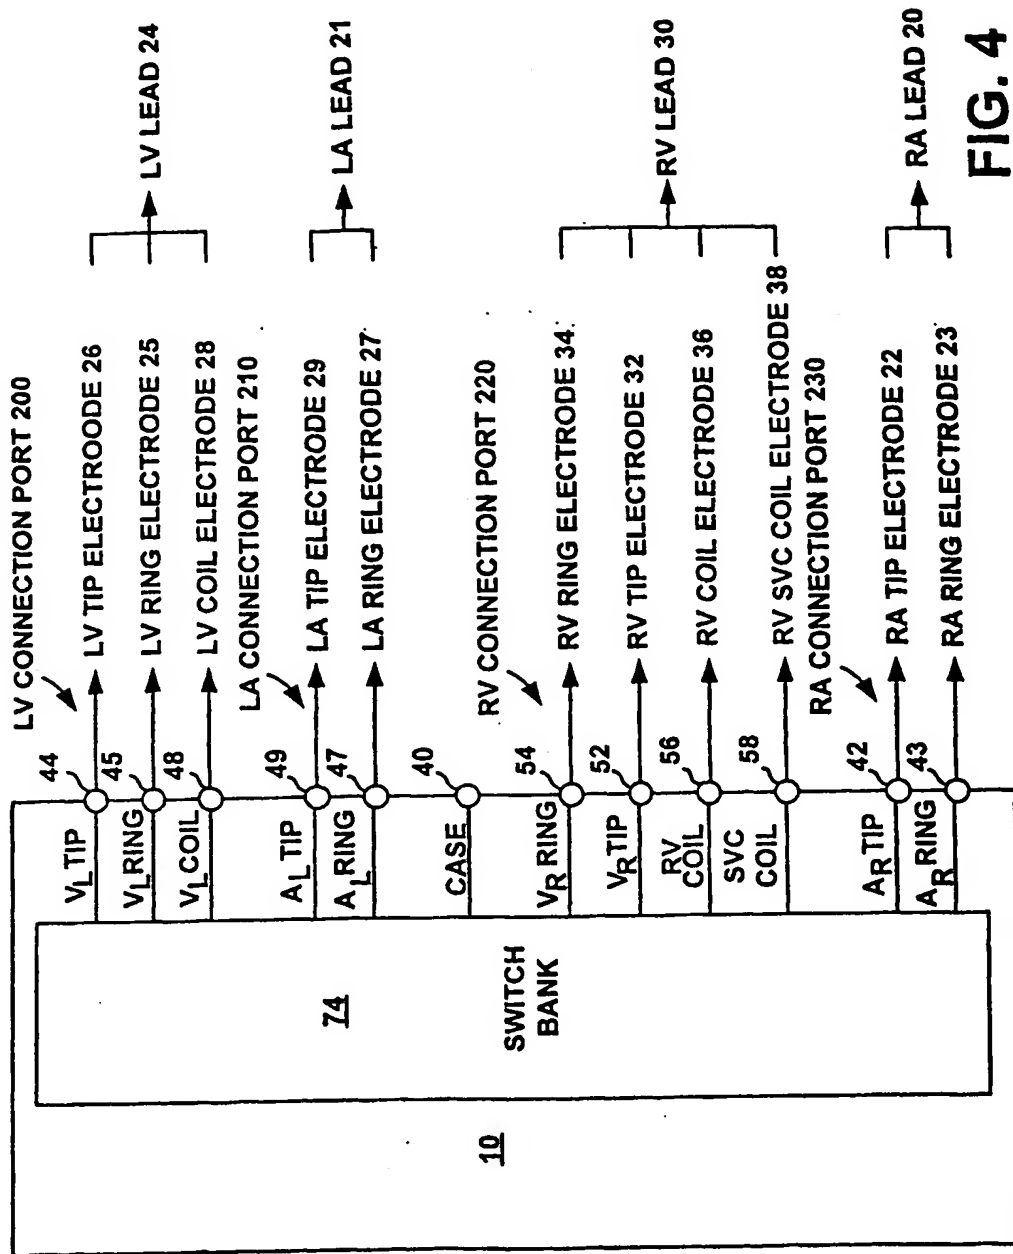 LV CONNECTION PORT 200
44
VL TIP
LV TIP ELECTROODE 26
45
VL RING
LV RING ELECTRODE 25
48
VL COIL
LV COIL ELECTRODE 28
LV LEAD 24
LA CONNECTION PORT 210
49
AL TIP
LA TIP ELECTRODE 29
47
AL RING
LA RING ELECTRODE 27
LA LEAD 21
40
CASE
RV CONNECTION PORT 220
54
VR RING
RV RING ELECTRODE 34
52
VR TIP
RV TIP ELECTRODE 32
56
RV
COIL
RV COIL ELECTRODE 36
58
SVC
COIL
RV SVC COIL ELECTRODE 38
RV LEAD 30
RA CONNECTION PORT 230
42
AR TIP
RA TIP ELECTRODE 22
43
AR RING
RA RING ELECTRODE 23
RA LEAD 20
74
SWITCH
BANK
10
FIG. 4